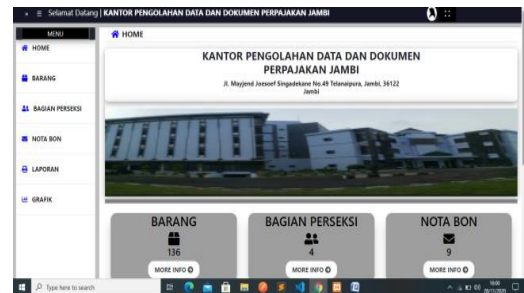 Selamat Datang | KANTOR PENGOLAHAN DATA DAN DOKUMEN PERPAJAKAN JAMBI
MENU
HOME
BARANG
BAGIAN PERSEKSI
NOTA BON
LAPORAN
GRAFIK
HOME
KANTOR PENGOLAHAN DATA DAN DOKUMEN
PERPAJAKAN JAMBI
Jl. Mayjend Joesoef Singadekane No.49 Telanaipura, Jambi, 36122
Jambi
BARANG
136
MORE INFO
BAGIAN PERSEKSI
4
MORE INFO
NOTA BON
9
MORE INFO
Type here to search